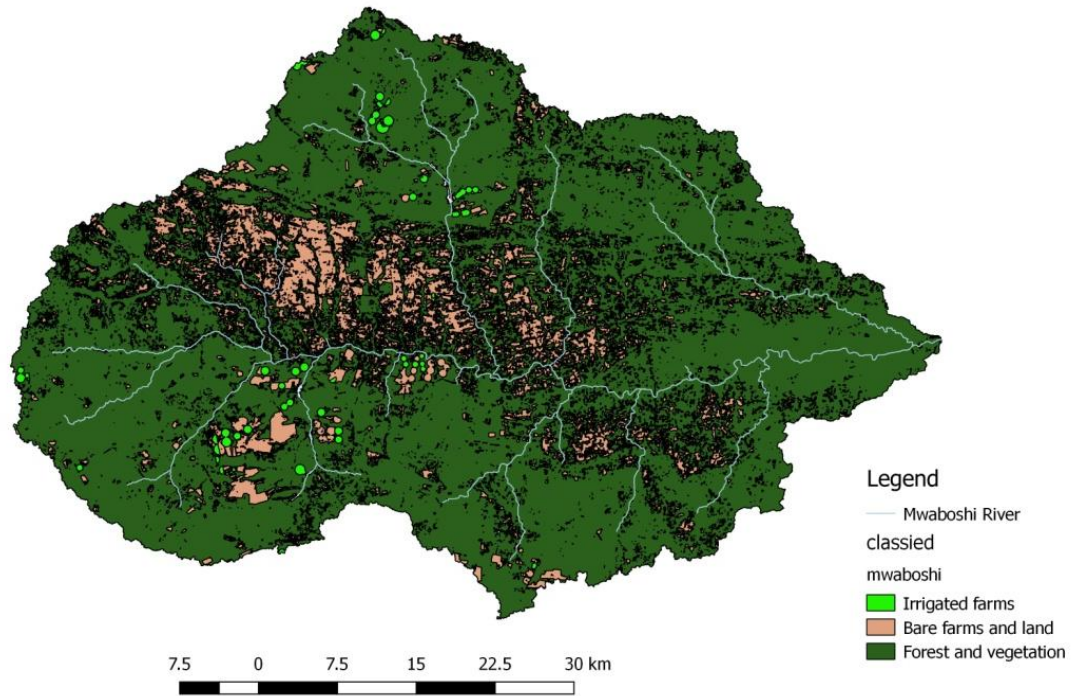 Legend
Mwaboshi River
classied
mwaboshi
Irrigated farms
Bare farms and land
Forest and vegetation
7.5 0 7.5 15 22.5 30 km